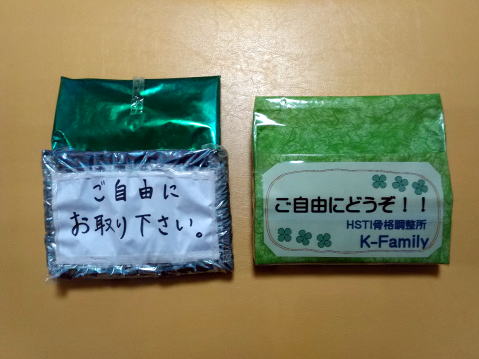 ご自由に
お取り下さい。
ご自由にどうぞ！！
HSTI骨格調整所
K-Family